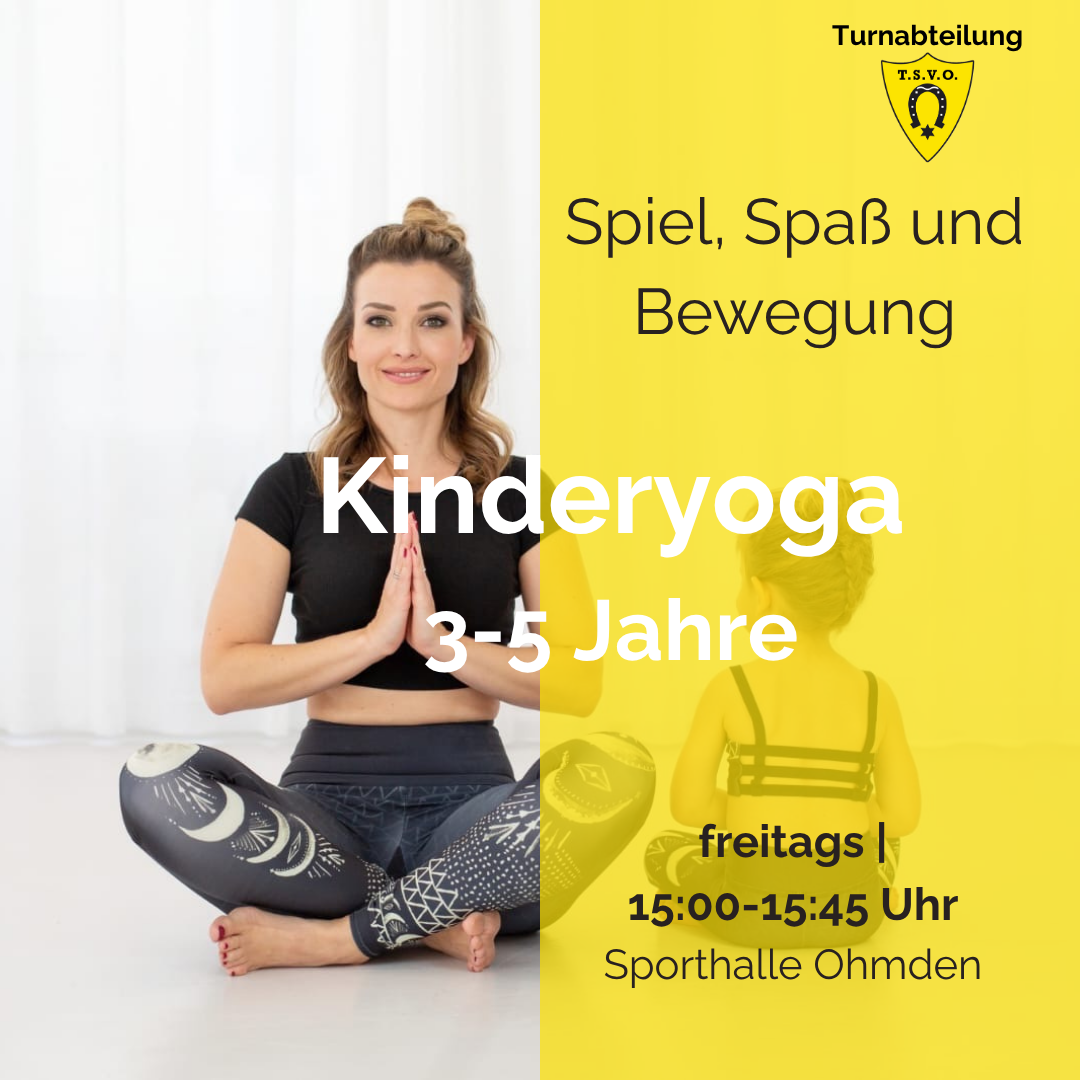 Turnabteilung
T.S.V.O.
Spiel, Spaß und
Bewegung
Kinderyoga
3-5 Jahre
freitags |
15:00-15:45 Uhr
Sporthalle Ohmden